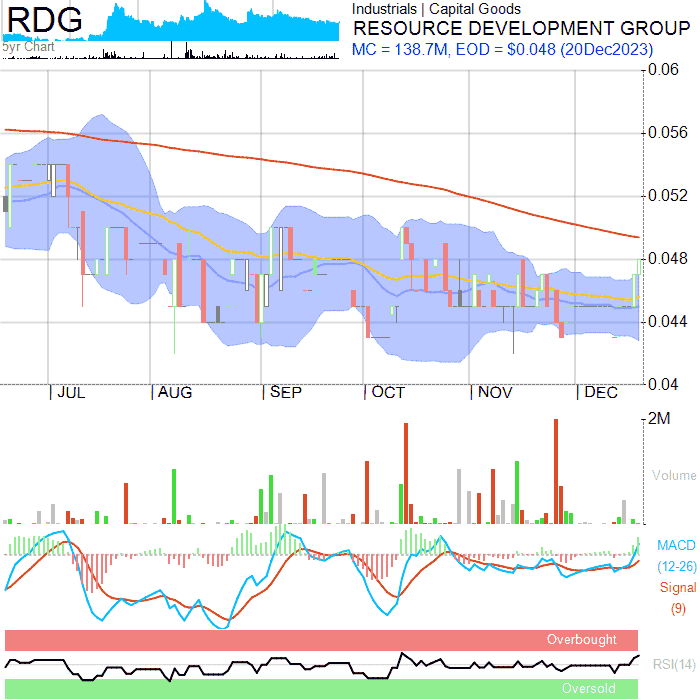 RDG
5yr Chart
Industrials | Capital Goods
RESOURCE DEVELOPMENT GROUP
MC = 138.7M, EOD = $0.048 (20Dec2023)
0.06
0.056
0.052
0.048
0.044
0.04
JUL AUG SEP OCT NOV DEC
2M
Volume
MACD
(12-26)
Signal
(9)
Overbought
RSI(14)
Oversold